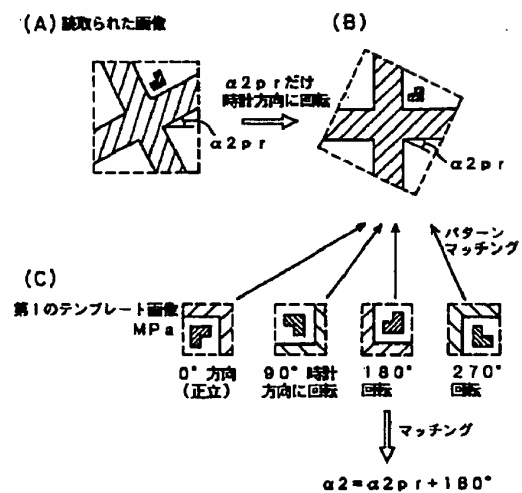 (A) 読取られた画像
(B)
α2prだけ
時計方向に回転
α2pr
α2pr
パターン
マッチング
(C)
第1のテンプレート画像
MPa
0°方向
(正立)
90°時計
方向に回転
180°
回転
270°
回転
マッチング
α2=α2pr+180°